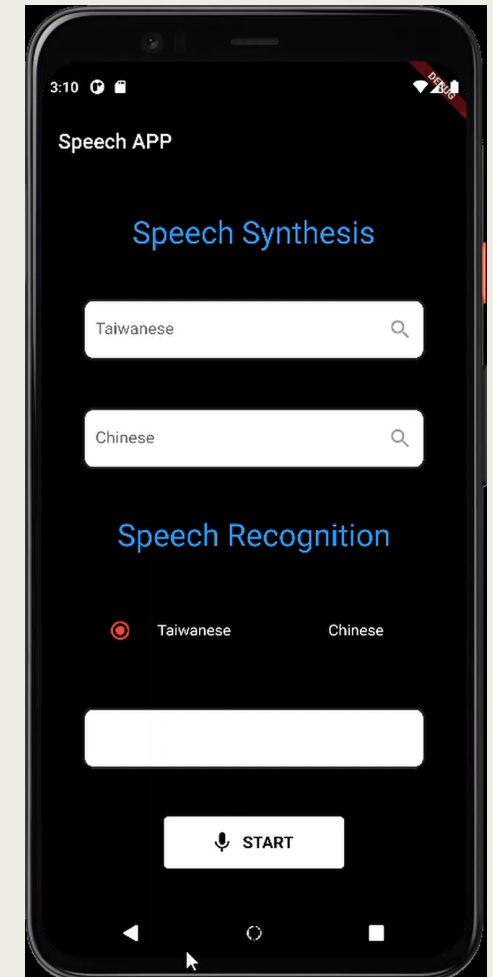 3:10
DEBUG
Speech APP
Speech Synthesis
Taiwanese
Chinese
Speech Recognition
Taiwanese Chinese
START